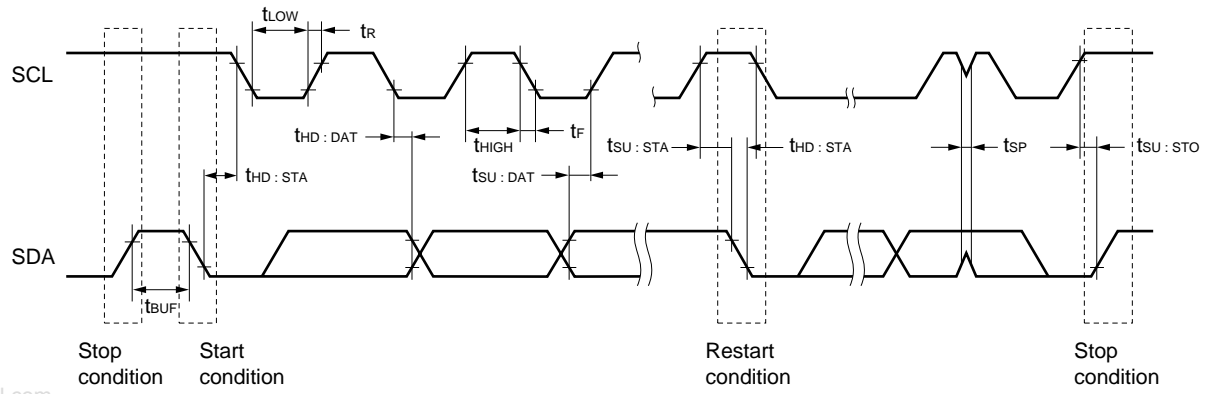 tLOW
tR
SCL
tHD : DAT
tHIGH
tF
tSU : STA
tHD : STA
tSP
tSU : STO
tHD : STA
tSU : DAT
SDA
tBUF
Stop condition
Start condition
Restart condition
Stop condition